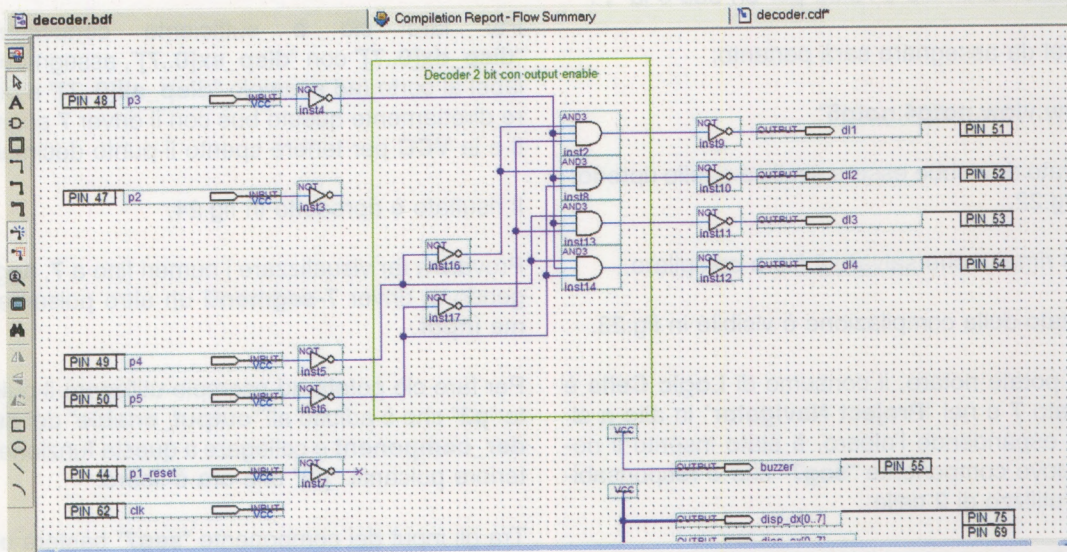 decoder.bdf
Compilation Report - Flow Summary
decoder.cdf*
Decoder 2 bit con output enable
PIN 48 p3 INPUT VCC NOT inst4
AND3 inst2 NOT inst9 OUTPUT dl1 PIN 51
PIN 47 p2 INPUT VCC NOT inst3
AND3 inst8 NOT inst10 OUTPUT dl2 PIN 52
AND3 inst13 NOT inst11 OUTPUT dl3 PIN 53
NOT inst16
AND3 inst14 NOT inst12 OUTPUT dl4 PIN 54
NOT inst17
PIN 49 p4 INPUT VCC NOT inst5
PIN 50 p5 INPUT VCC NOT inst6
VCC
PIN 44 p1_reset INPUT VCC NOT inst7
OUTPUT buzzer PIN 55
VCC
PIN 62 clk INPUT VCC
OUTPUT disp_dx[0..7] PIN 75
PIN 69
OUTPUT